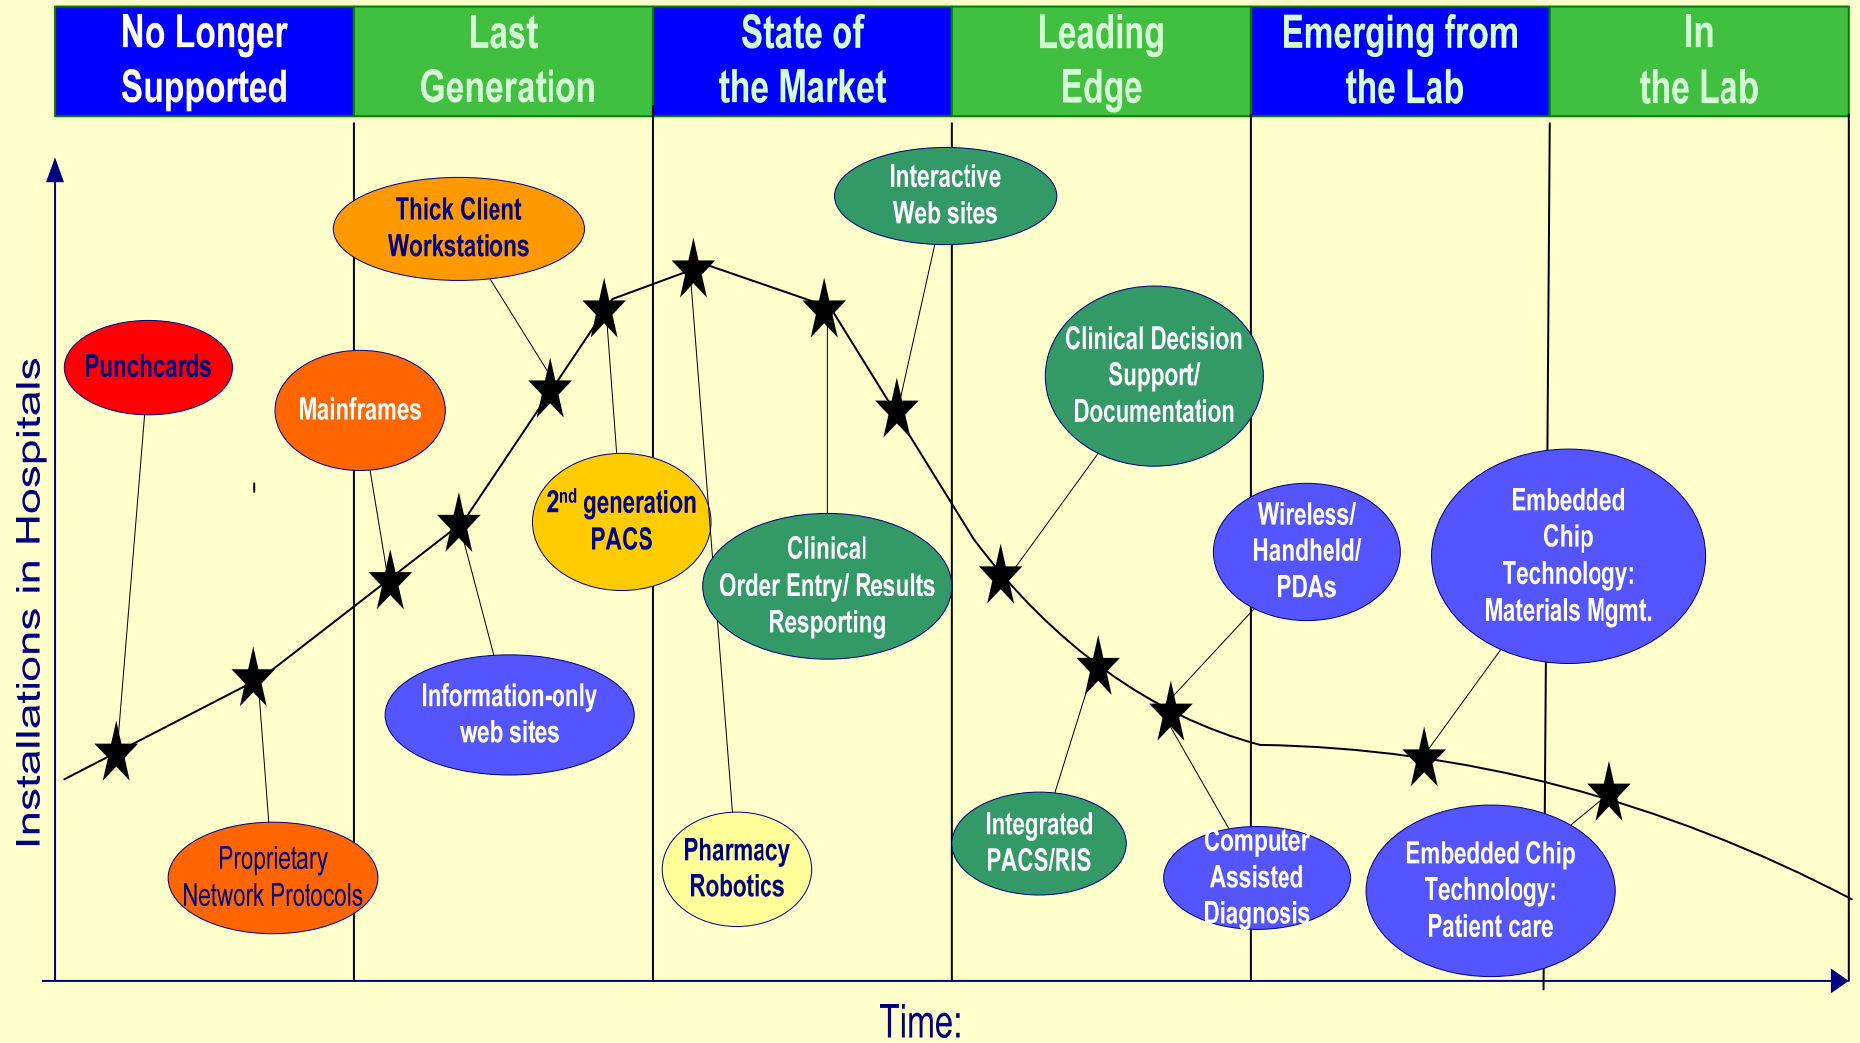 No Longer
Supported
Last
Generation
State of
the Market
Leading
Edge
Emerging from
the Lab
In
the Lab
Installations in Hospitals
Punchcards
Proprietary
Network Protocols
Mainframes
Thick Client
Workstations
Information-only
web sites
2nd generation
PACS
Pharmacy
Robotics
Clinical
Order Entry/ Results
Resporting
Interactive
Web sites
Clinical Decision
Support/
Documentation
Integrated
PACS/RIS
Wireless/
Handheld/
PDAs
Computer
Assisted
Diagnosis
Embedded
Chip
Technology:
Materials Mgmt.
Embedded Chip
Technology:
Patient care
Time: